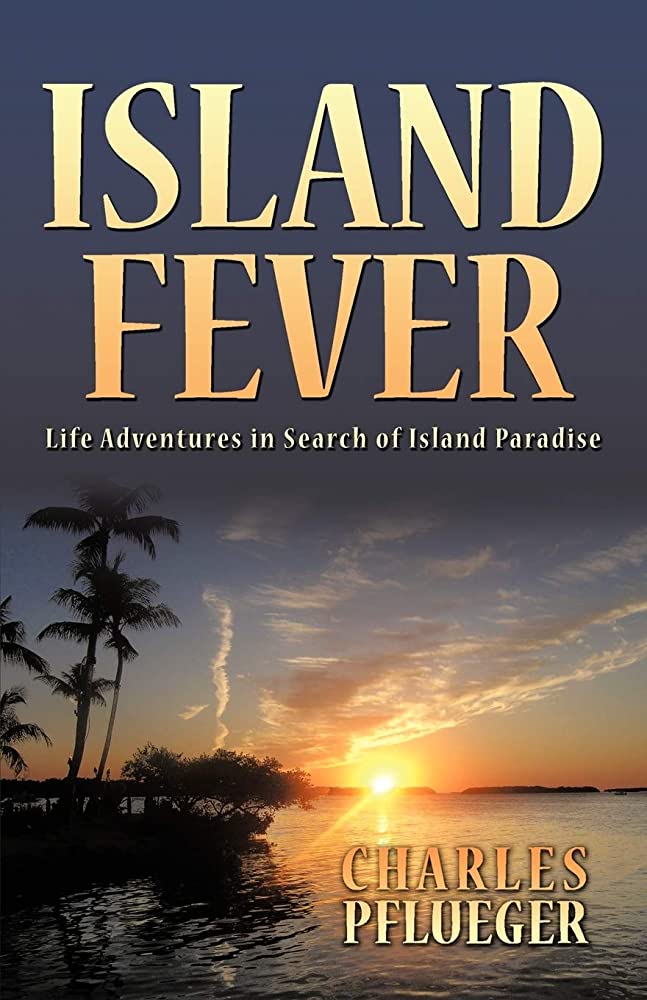 ISLAND
FEVER
Life Adventures in Search of Island Paradise
CHARLES
PFLUEGER